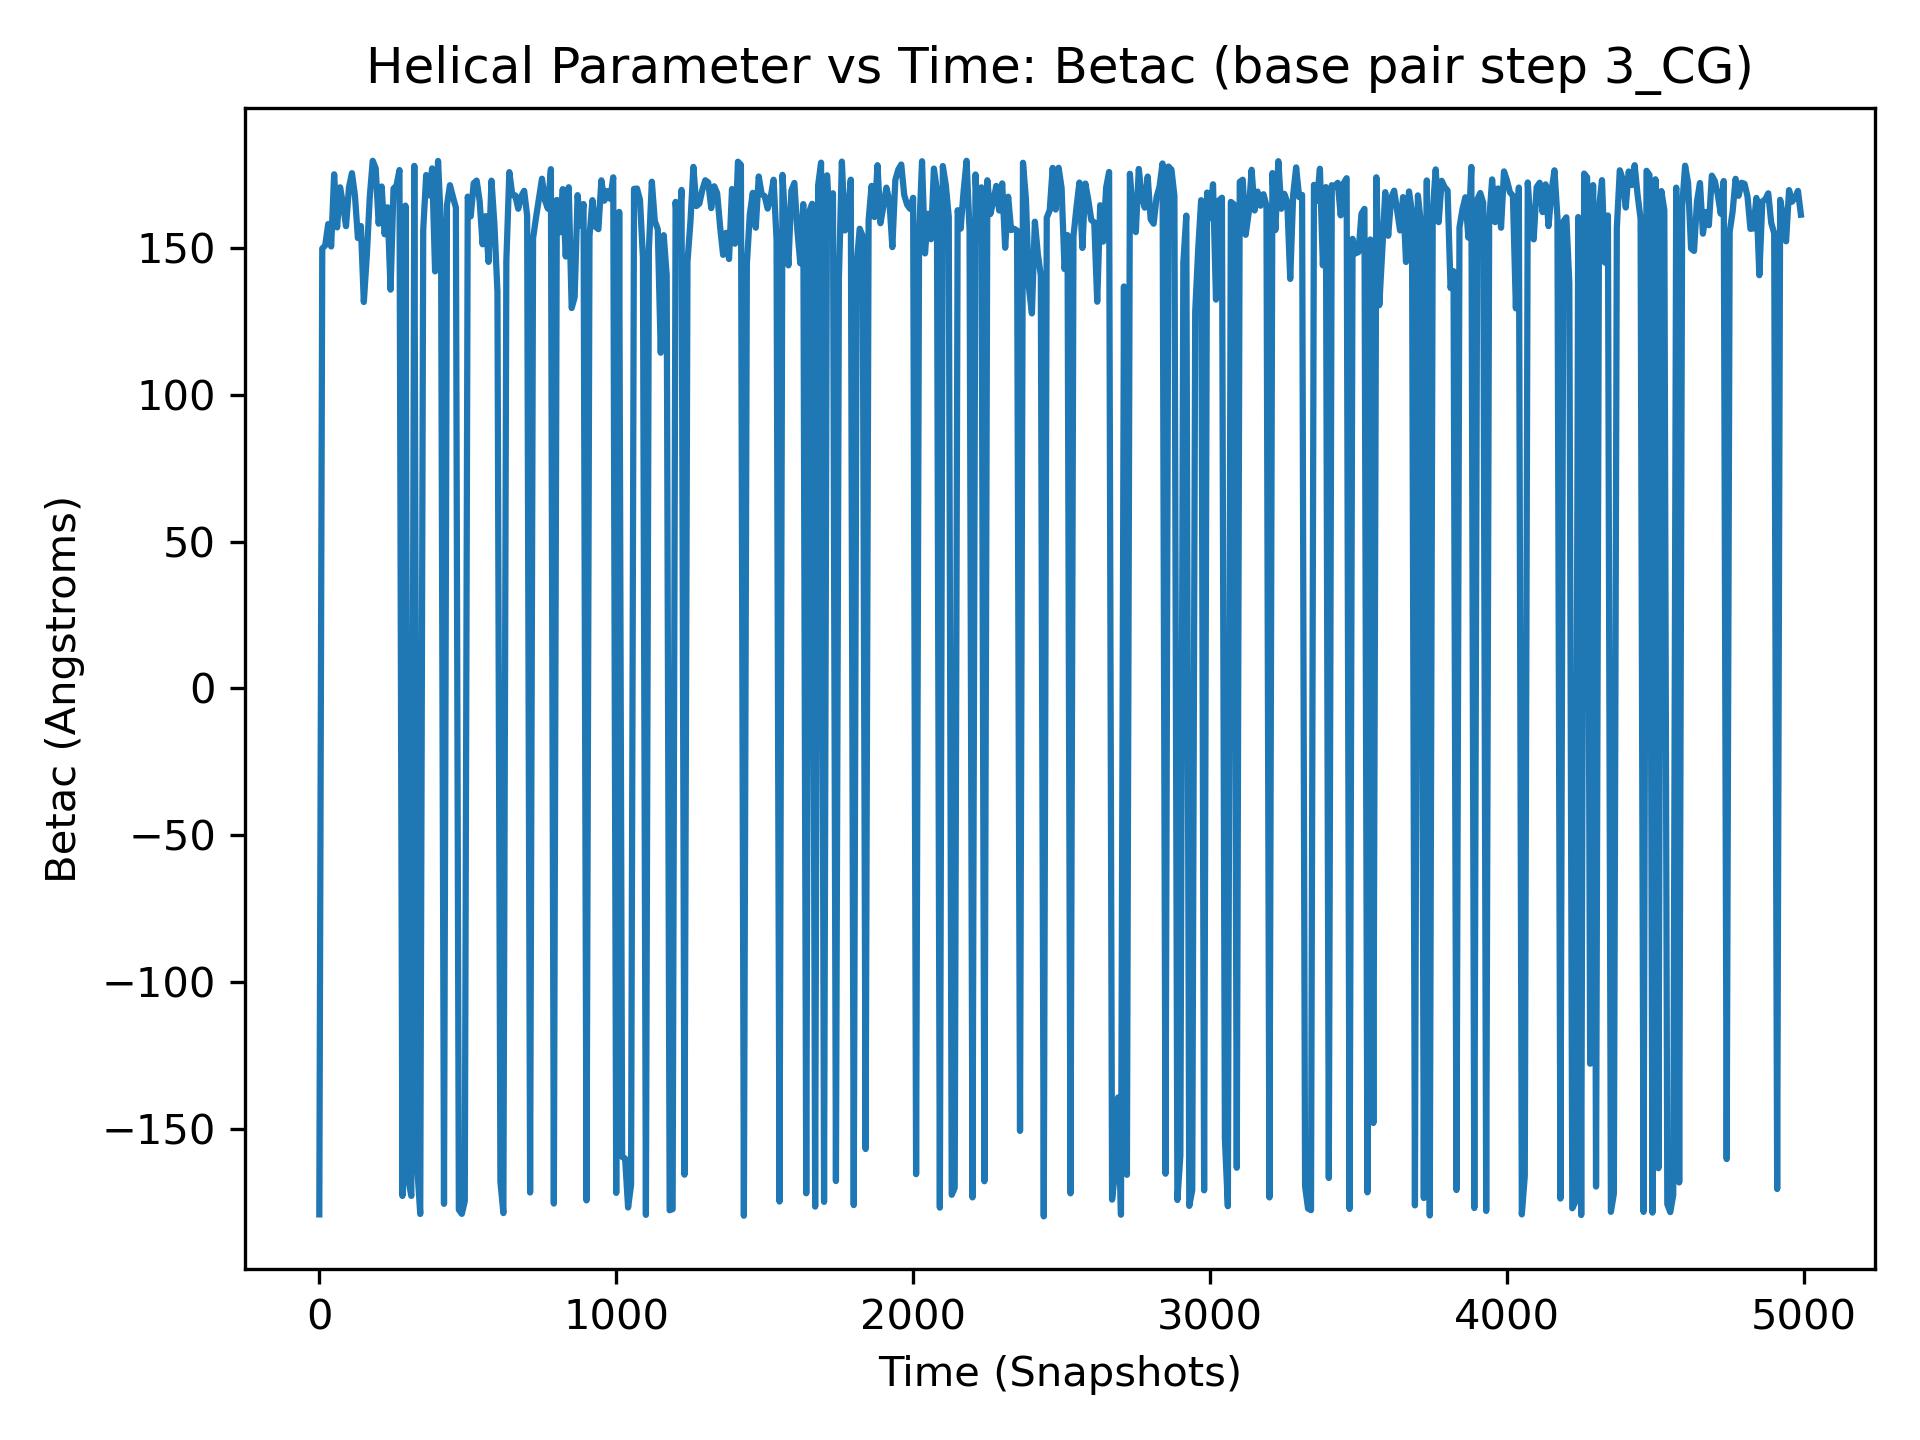 Helical Parameter vs Time: Betac (base pair step 3_CG)
150
100
50
0
−50
−100
−150
Betac (Angstroms)
0 1000 2000 3000 4000 5000
Time (Snapshots)